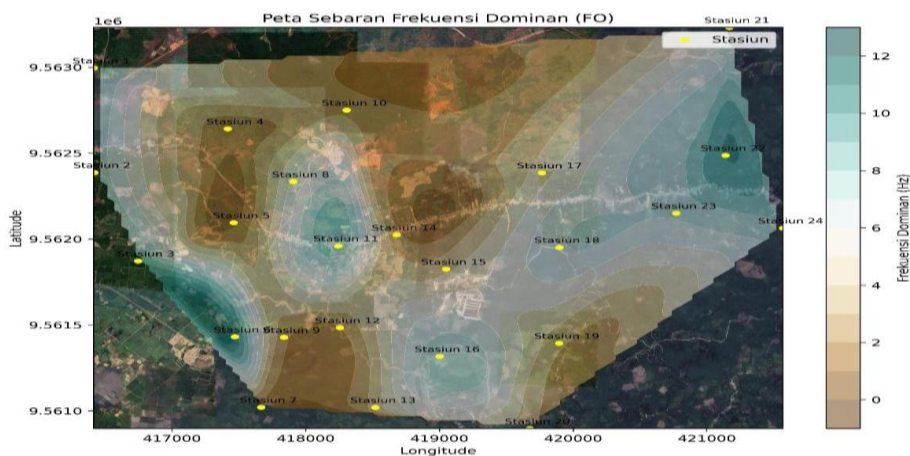 Peta Sebaran Frekuensi Dominan (FO)
1e6
Stasiun 21
Stasiun
Stasiun 1
9.5630
Stasiun 10
Stasiun 4
9.5625
Stasiun 22
Stasiun 2
Stasiun 17
Stasiun 8
Stasiun 23
Stasiun 5
Stasiun 24
Stasiun 14
9.5620
Stasiun 11
Stasiun 18
Stasiun 3
Stasiun 15
9.5615
Stasiun 12
Stasiun 9
Stasiun 19
Stasiun 16
9.5610
Stasiun 7
Stasiun 13
Stasiun 20
417000
418000
419000
420000
421000
Longitude
Latitude
12
10
8
6
4
2
0
Frekuensi Dominan (Hz)